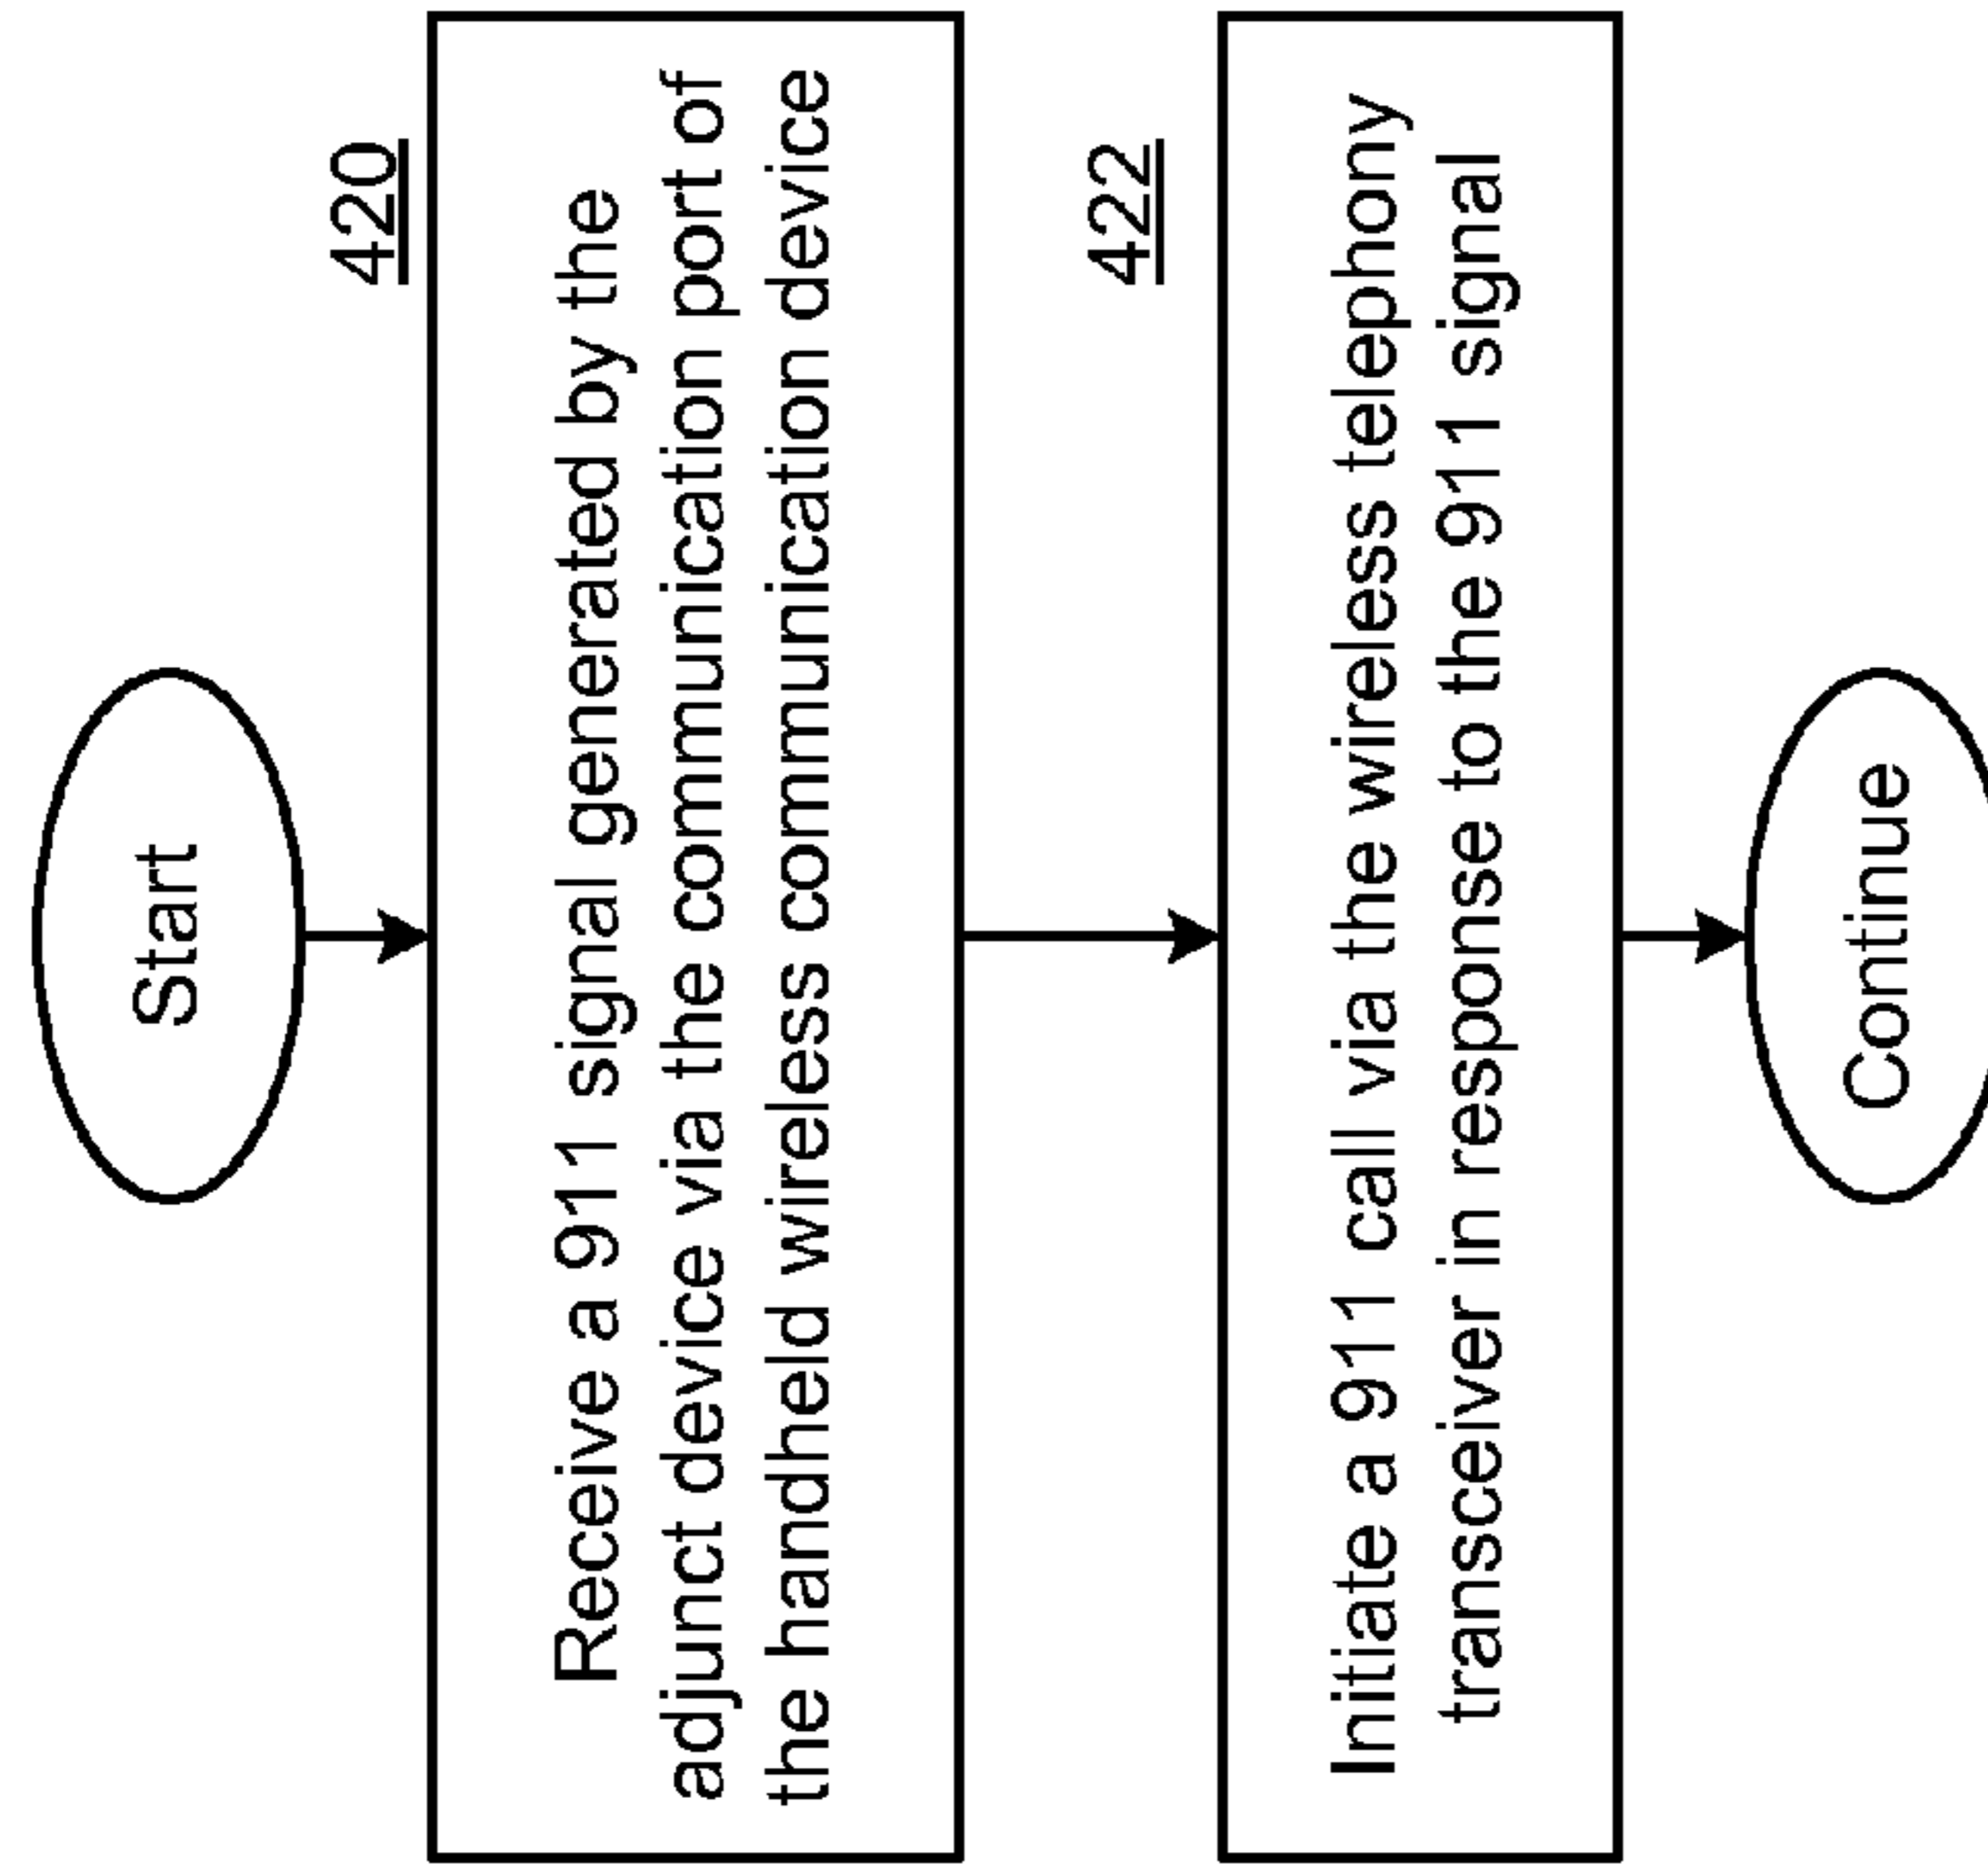 Start
420
Receive a 911 signal generated by the
adjunct device via the communication port of
the handheld wireless communication device
422
Initiate a 911 call via the wireless telephony
transceiver in response to the 911 signal
Continue